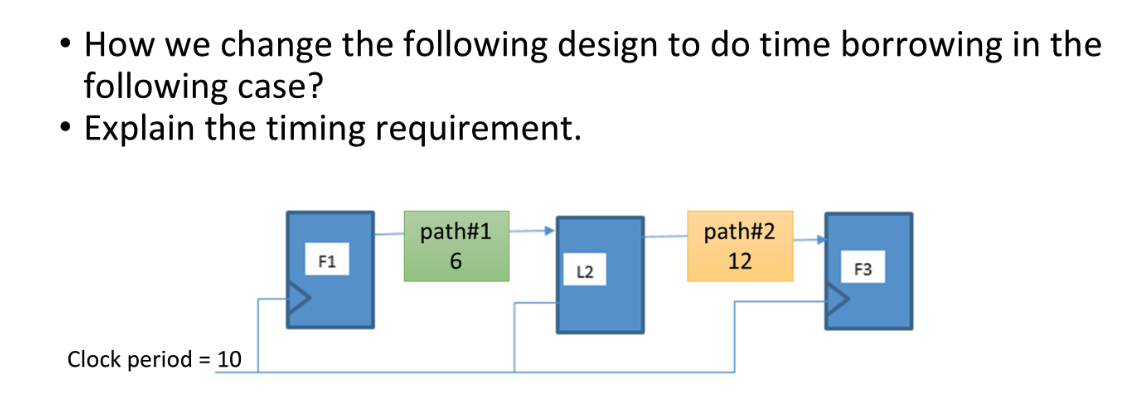 • How we change the following design to do time borrowing in the
following case?
• Explain the timing requirement.
path#1
6
path#2
12
F1
L2
F3
Clock period = 10